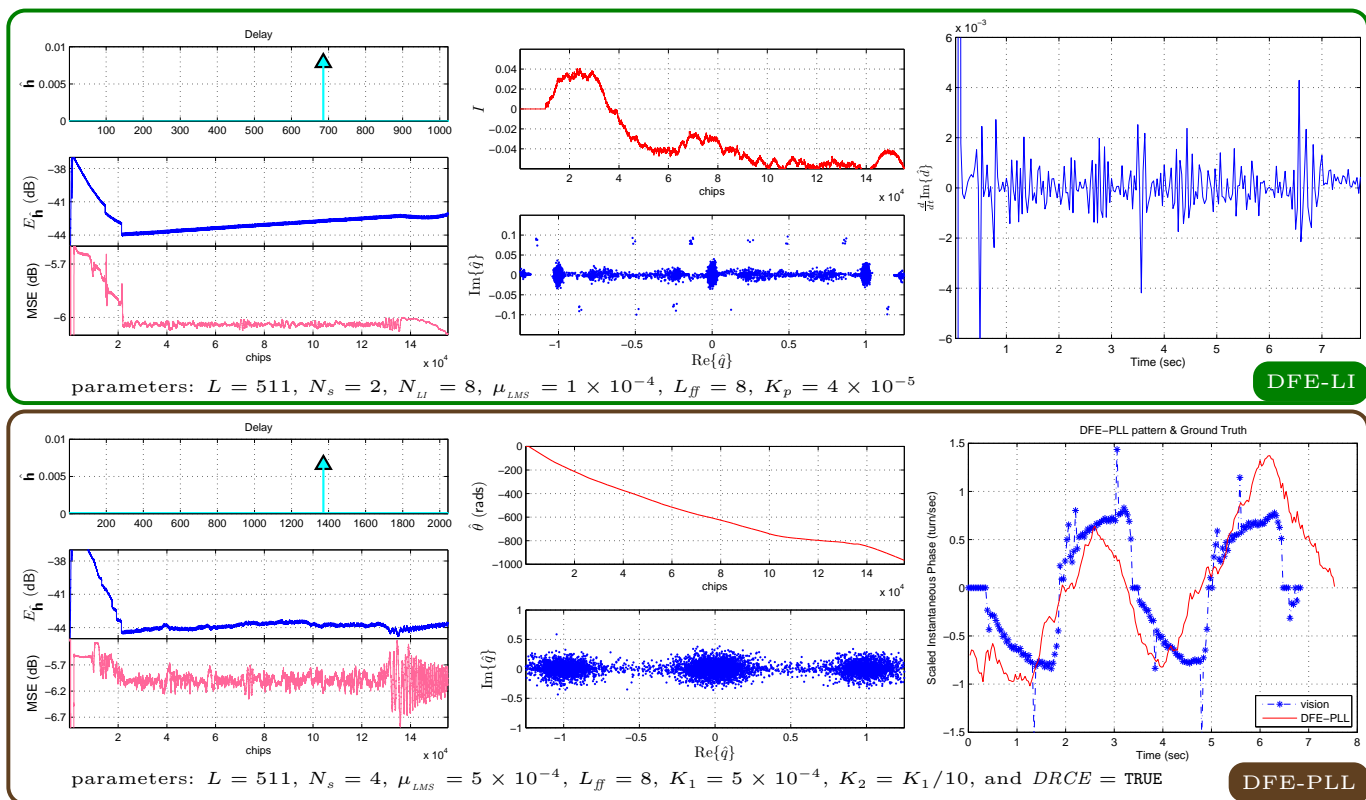 Delay
0.01
0.005
0
ĥ
100 200 300 400 500 600 700 800 900 1000
−38
−41
−44
E_ĥ (dB)
−5.7
−6
MSE (dB)
2 4 6 8 10 12 14
chips
x 10^4
0.04
0.02
0
−0.02
−0.04
I
2 4 6 8 10 12 14
chips
x 10^4
0.1
0.05
0
−0.05
−0.1
Im{q̂}
−1 −0.5 0 0.5 1
Re{q̂}
x 10^−3
6
4
2
0
−2
−4
−6
d/dt Im{d̂}
1 2 3 4 5 6 7
Time (sec)
parameters: L = 511, N_s = 2, N_LI = 8, μ_LMS = 1 × 10^−4, L_ff = 8, K_p = 4 × 10^−5
DFE-LI
Delay
0.01
0.005
0
ĥ
200 400 600 800 1000 1200 1400 1600 1800 2000
−38
−41
−44
E_ĥ (dB)
−5.7
−6.2
−6.7
MSE (dB)
2 4 6 8 10 12 14
chips
x 10^4
0
−200
−400
−600
−800
−1000
θ̂ (rads)
2 4 6 8 10 12 14
chips
x 10^4
1
0.5
0
−0.5
−1
Im{q̂}
−1 −0.5 0 0.5 1
Re{q̂}
DFE−PLL pattern & Ground Truth
1.5
1
0.5
0
−0.5
−1
−1.5
Scaled Instantaneous Phase (turn/sec)
0 1 2 3 4 5 6 7 8
Time (sec)
vision
DFE−PLL
parameters: L = 511, N_s = 4, μ_LMS = 5 × 10^−4, L_ff = 8, K_1 = 5 × 10^−4, K_2 = K_1/10, and DRCE = TRUE
DFE-PLL